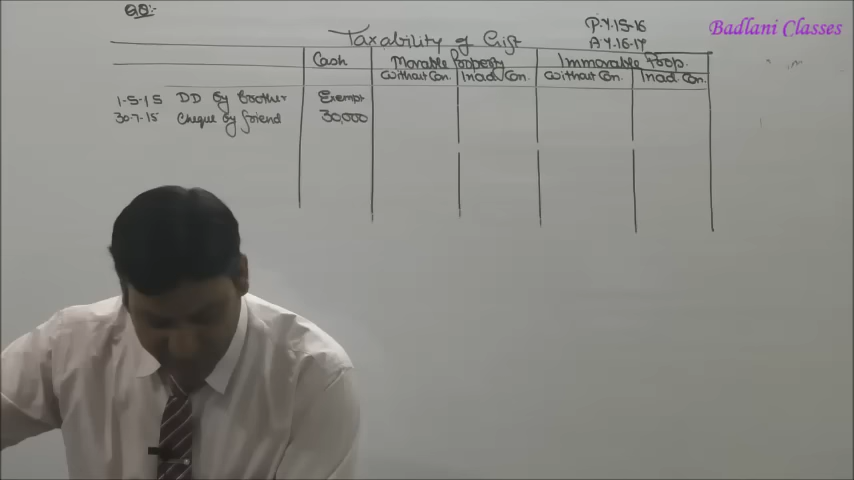 Q8:-
Taxability of Gift
P.Y.15-16
A.Y.16-17
Badlani Classes
Cash Movable Property Immovable Prop.
Without Con. Inad. Con. Without Con. Inad Con.
1-5-15 DD by brother Exempt
30-7-15 Cheque by friend 30,000